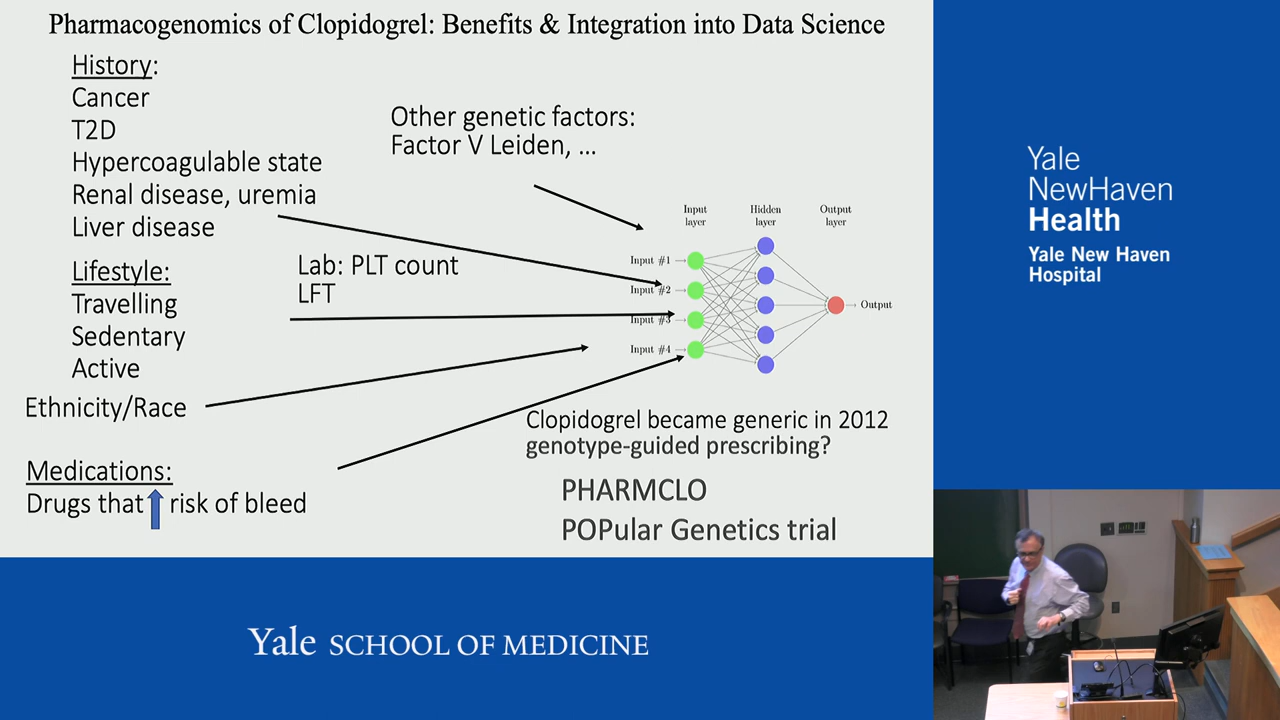 Pharmacogenomics of Clopidogrel: Benefits & Integration into Data Science
History:
Cancer
T2D
Hypercoagulable state
Renal disease, uremia
Liver disease
Lifestyle:
Travelling
Sedentary
Active
Ethnicity/Race
Medications:
Drugs that risk of bleed
Lab: PLT count
LFT
Other genetic factors:
Factor V Leiden, ...
Input
layer
Hidden
layer
Output
layer
Input #1
Input #2
Input #3
Input #4
Output
Clopidogrel became generic in 2012
genotype-guided prescribing?
PHARMCLO
POPular Genetics trial
Yale
NewHaven
Health
Yale New Haven
Hospital
Yale SCHOOL OF MEDICINE